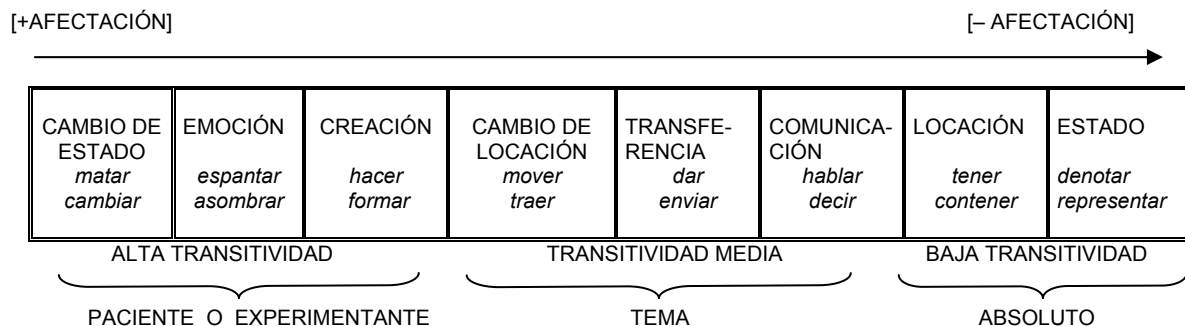 [+AFECTACIÓN] [– AFECTACIÓN]
CAMBIO DE ESTADO
matar
cambiar
EMOCIÓN
espantar
asombrar
CREACIÓN
hacer
formar
CAMBIO DE LOCACIÓN
mover
traer
TRANSFE-
RENCIA
dar
enviar
COMUNICA-
CIÓN
hablar
decir
LOCACIÓN
tener
contener
ESTADO
denotar
representar
ALTA TRANSITIVIDAD TRANSITIVIDAD MEDIA BAJA TRANSITIVIDAD
PACIENTE O EXPERIMENTANTE TEMA ABSOLUTO